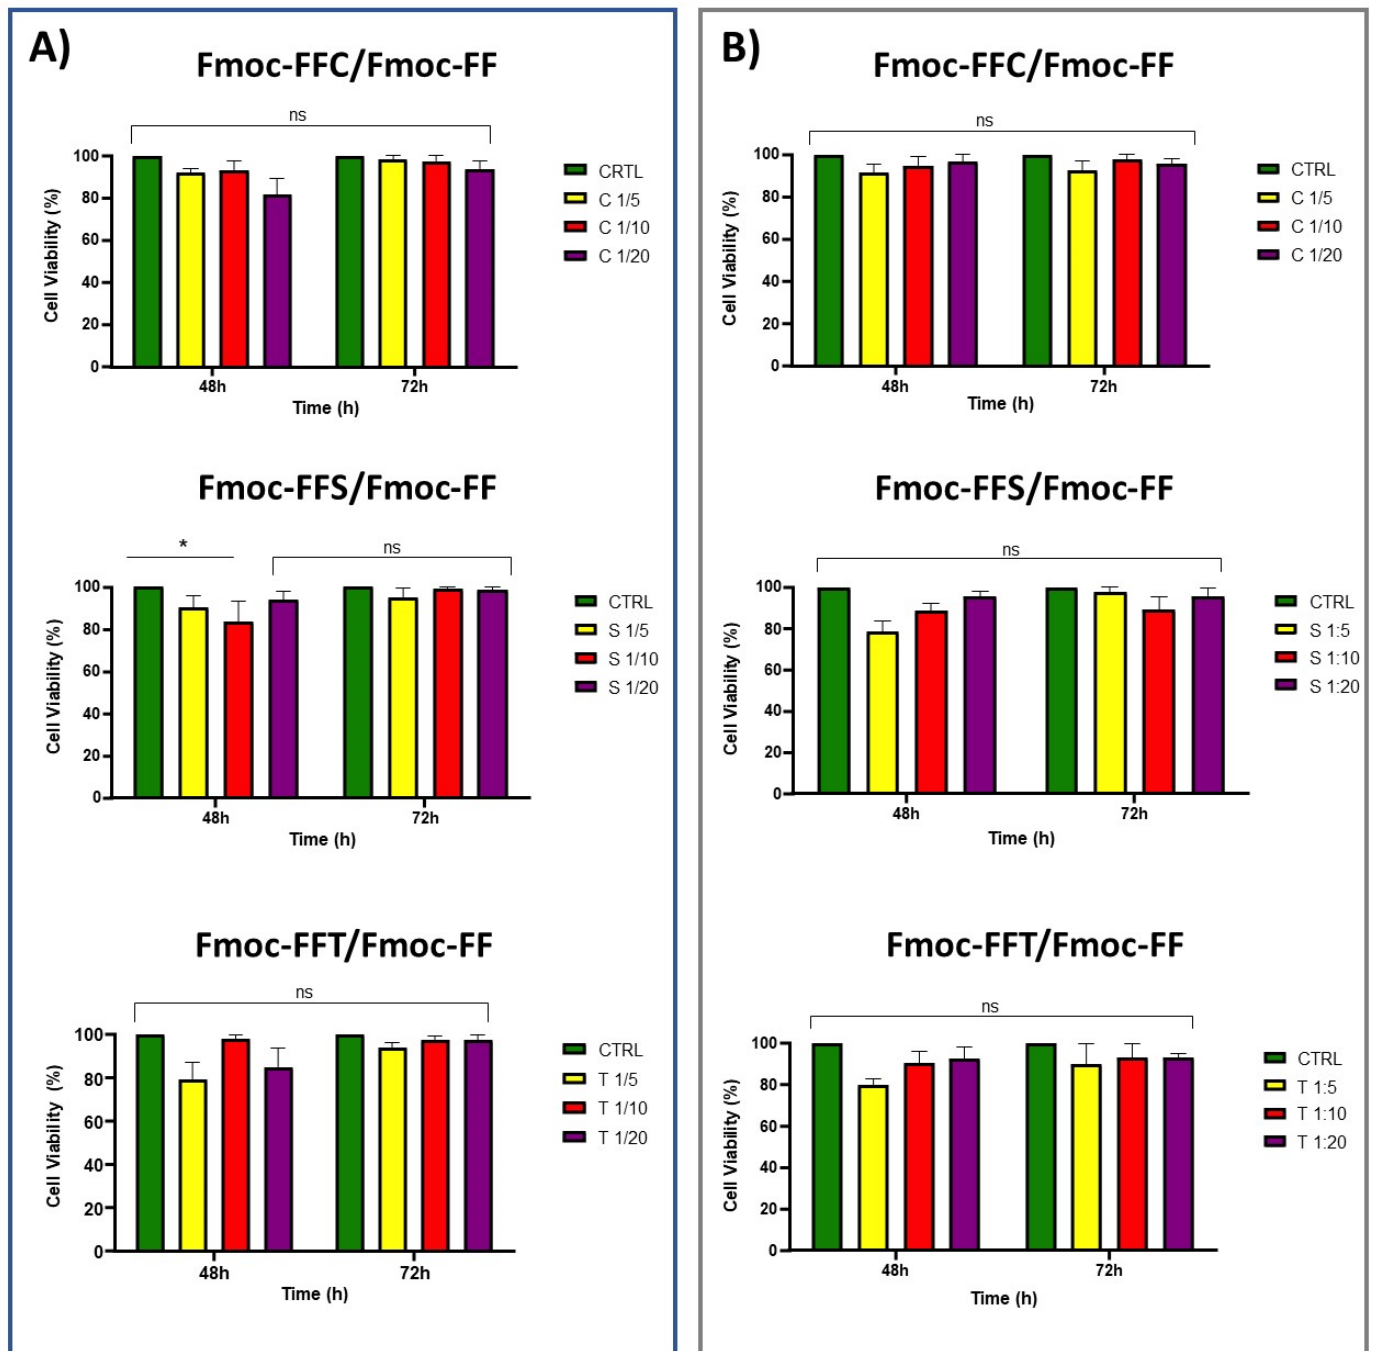 A)
Fmoc-FFC/Fmoc-FF
ns
100
80
60
40
20
0
Cell Viability (%)
48h
72h
Time (h)
CRTL
C 1/5
C 1/10
C 1/20
Fmoc-FFS/Fmoc-FF
*
ns
100
80
60
40
20
0
Cell Viability (%)
48h
72h
Time (h)
CTRL
S 1/5
S 1/10
S 1/20
Fmoc-FFT/Fmoc-FF
ns
100
80
60
40
20
0
Cell Viability (%)
48h
72h
Time (h)
CTRL
T 1/5
T 1/10
T 1/20
B)
Fmoc-FFC/Fmoc-FF
ns
100
80
60
40
20
0
Cell Viability (%)
48h
72h
Time (h)
CTRL
C 1/5
C 1/10
C 1/20
Fmoc-FFS/Fmoc-FF
ns
100
80
60
40
20
0
Cell Viability (%)
48h
72h
Time (h)
CTRL
S 1:5
S 1:10
S 1:20
Fmoc-FFT/Fmoc-FF
ns
100
80
60
40
20
0
Cell Viability (%)
48h
72h
Time (h)
CTRL
T 1:5
T 1:10
T 1:20